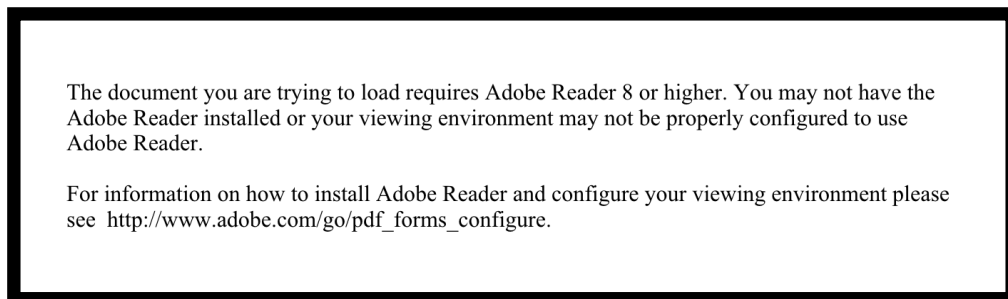 The document you are trying to load requires Adobe Reader 8 or higher. You may not have the
Adobe Reader installed or your viewing environment may not be properly configured to use
Adobe Reader.
For information on how to install Adobe Reader and configure your viewing environment please
see  http://www.adobe.com/go/pdf_forms_configure.